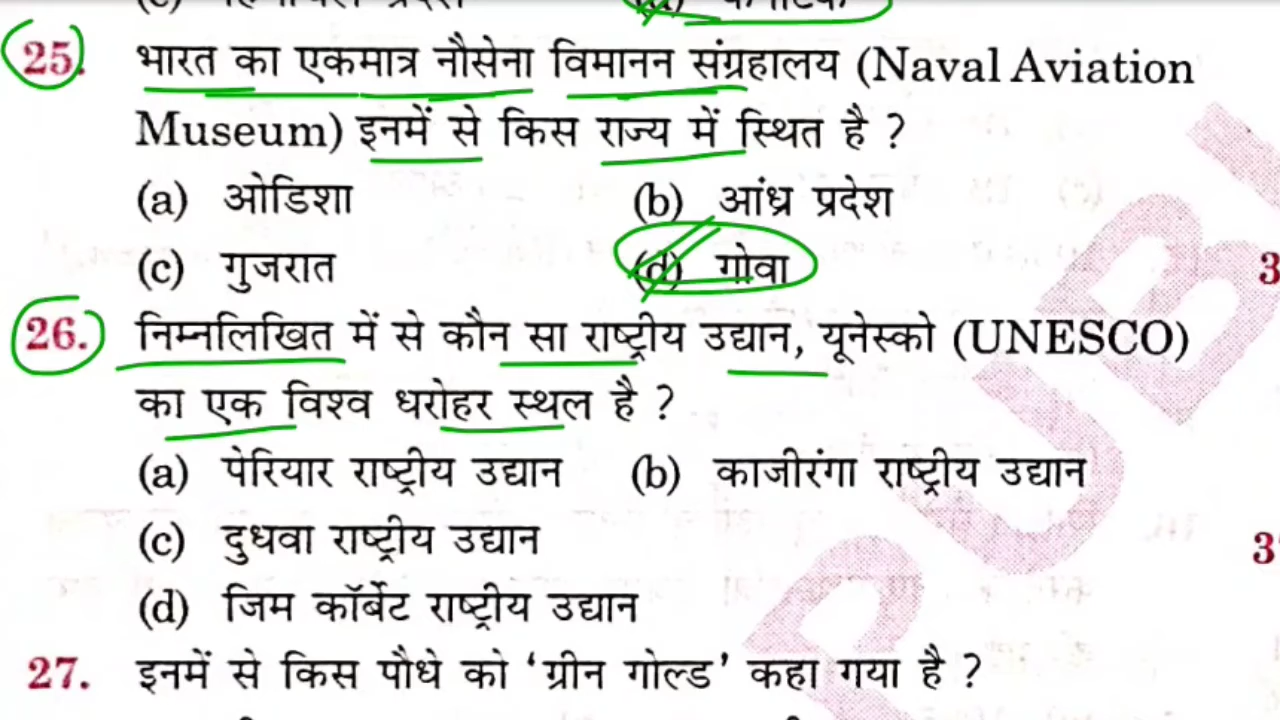 25. भारत का एकमात्र नौसेना विमानन संग्रहालय (Naval Aviation
Museum) इनमें से किस राज्य में स्थित है ?
(a) ओडिशा (b) आंध्र प्रदेश
(c) गुजरात (d) गोवा
26. निम्नलिखित में से कौन सा राष्ट्रीय उद्यान, यूनेस्को (UNESCO)
का एक विश्व धरोहर स्थल है ?
(a) पेरियार राष्ट्रीय उद्यान (b) काजीरंगा राष्ट्रीय उद्यान
(c) दुधवा राष्ट्रीय उद्यान
(d) जिम कॉर्बेट राष्ट्रीय उद्यान
27. इनमें से किस पौधे को ‘ग्रीन गोल्ड’ कहा गया है ?
PUBL